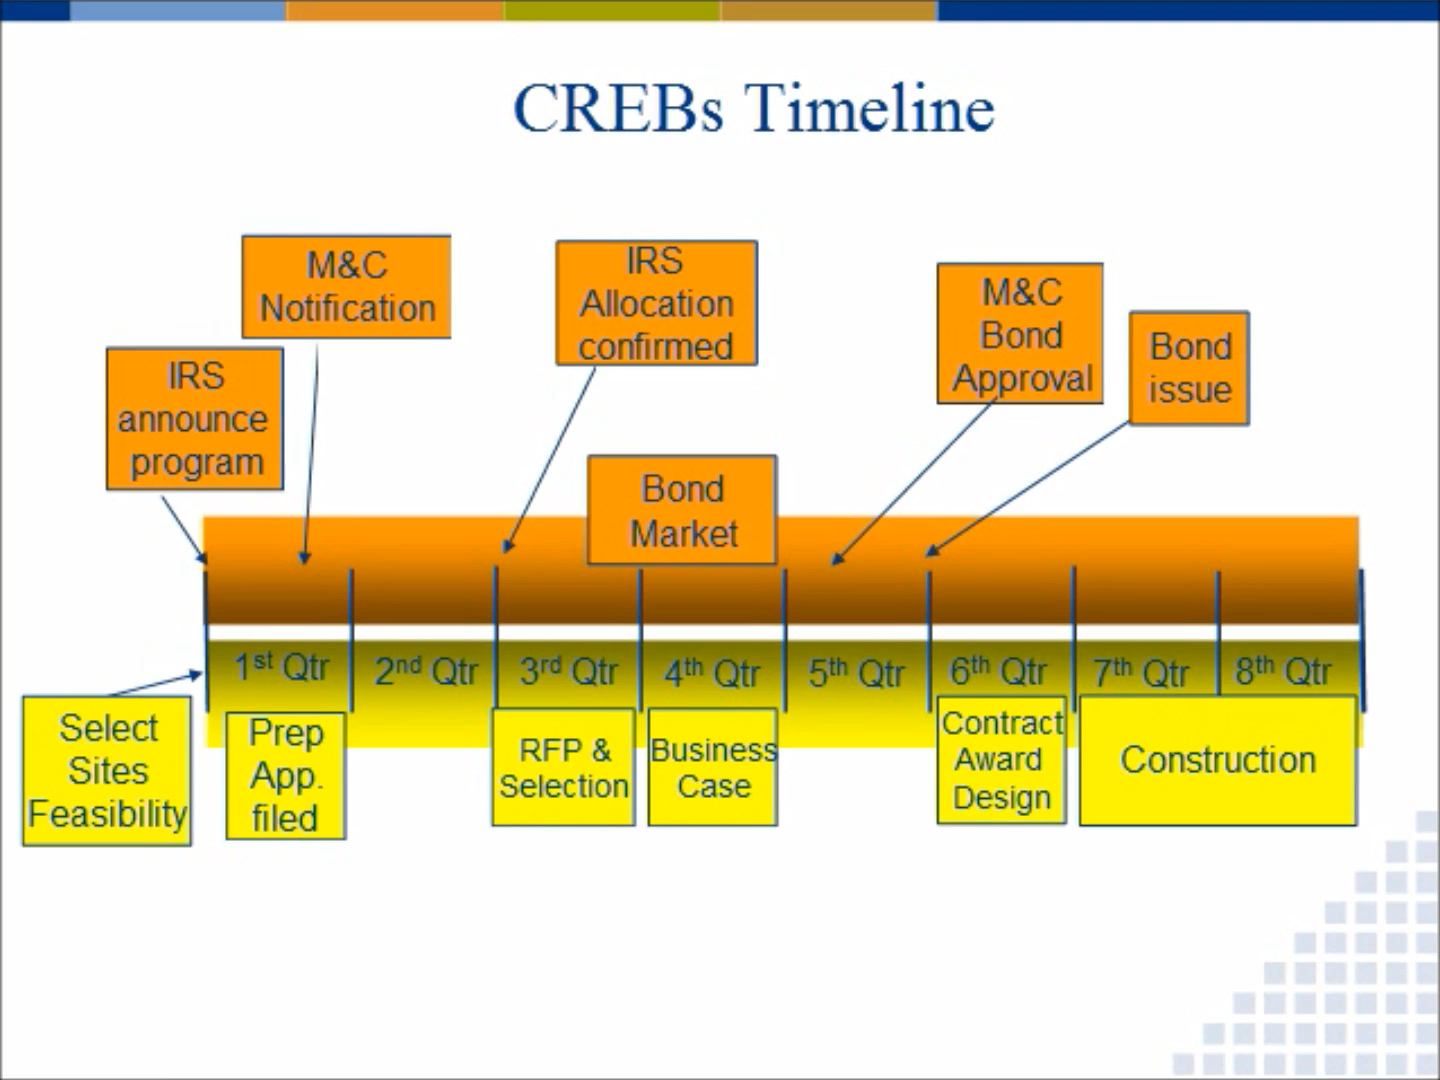 CREBs Timeline
M&C
Notification
IRS
Allocation
confirmed
M&C
Bond
Approval
Bond
issue
IRS
announce
program
Bond
Market
1st Qtr
2nd Qtr
3rd Qtr
4th Qtr
5th Qtr
6th Qtr
7th Qtr
8th Qtr
Select
Sites
Feasibility
Prep
App.
filed
RFP &
Selection
Business
Case
Contract
Award
Design
Construction